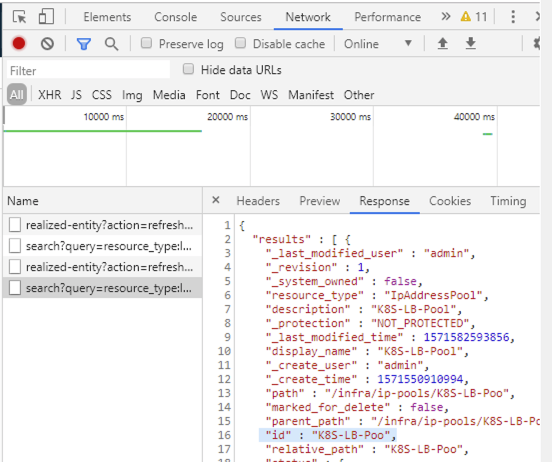 Elements Console Sources Network Performance » 11
Preserve log Disable cache Online
Filter Hide data URLs
All XHR JS CSS Img Media Font Doc WS Manifest Other
10000 ms 20000 ms 30000 ms 40000 ms
Name × Headers Preview Response Cookies Timing
realized-entity?action=refresh...
search?query=resource_type:I...
realized-entity?action=refresh...
search?query=resource_type:I...
1 {
2 "results" : [ {
3 "_last_modified_user" : "admin",
4 "_revision" : 1,
5 "_system_owned" : false,
6 "resource_type" : "IpAddressPool",
7 "description" : "K8S-LB-Pool",
8 "_protection" : "NOT_PROTECTED",
9 "_last_modified_time" : 1571582593856,
10 "display_name" : "K8S-LB-Pool",
11 "_create_user" : "admin",
12 "_create_time" : 1571550910994,
13 "path" : "/infra/ip-pools/K8S-LB-Poo",
14 "marked_for_delete" : false,
15 "parent_path" : "/infra/ip-pools/K8S-LB-Po
16 "id" : "K8S-LB-Poo",
17 "relative_path" : "K8S-LB-Poo",
18 "status" : {